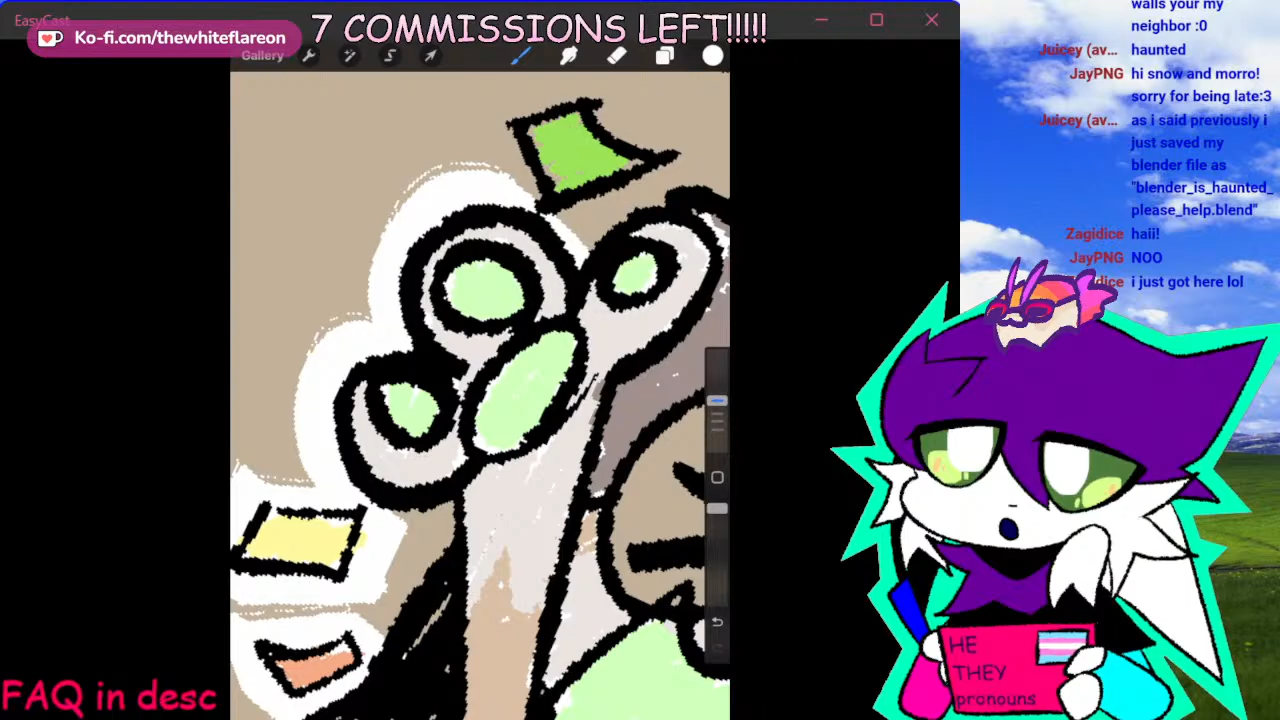 EasyCast
Ko-fi.com/thewhiteflareon
7 COMMISSIONS LEFT!!!!!
Gallery
walls your my
neighbor :0
Juicey (av… haunted
JayPNG hi snow and morro!
sorry for being late:3
Juicey (av… as i said previously i
just saved my
blender file as
"blender_is_haunted_
please_help.blend"
Zagidice haii!
JayPNG NOO
dice i just got here lol
HE
THEY
pronouns
FAQ in desc